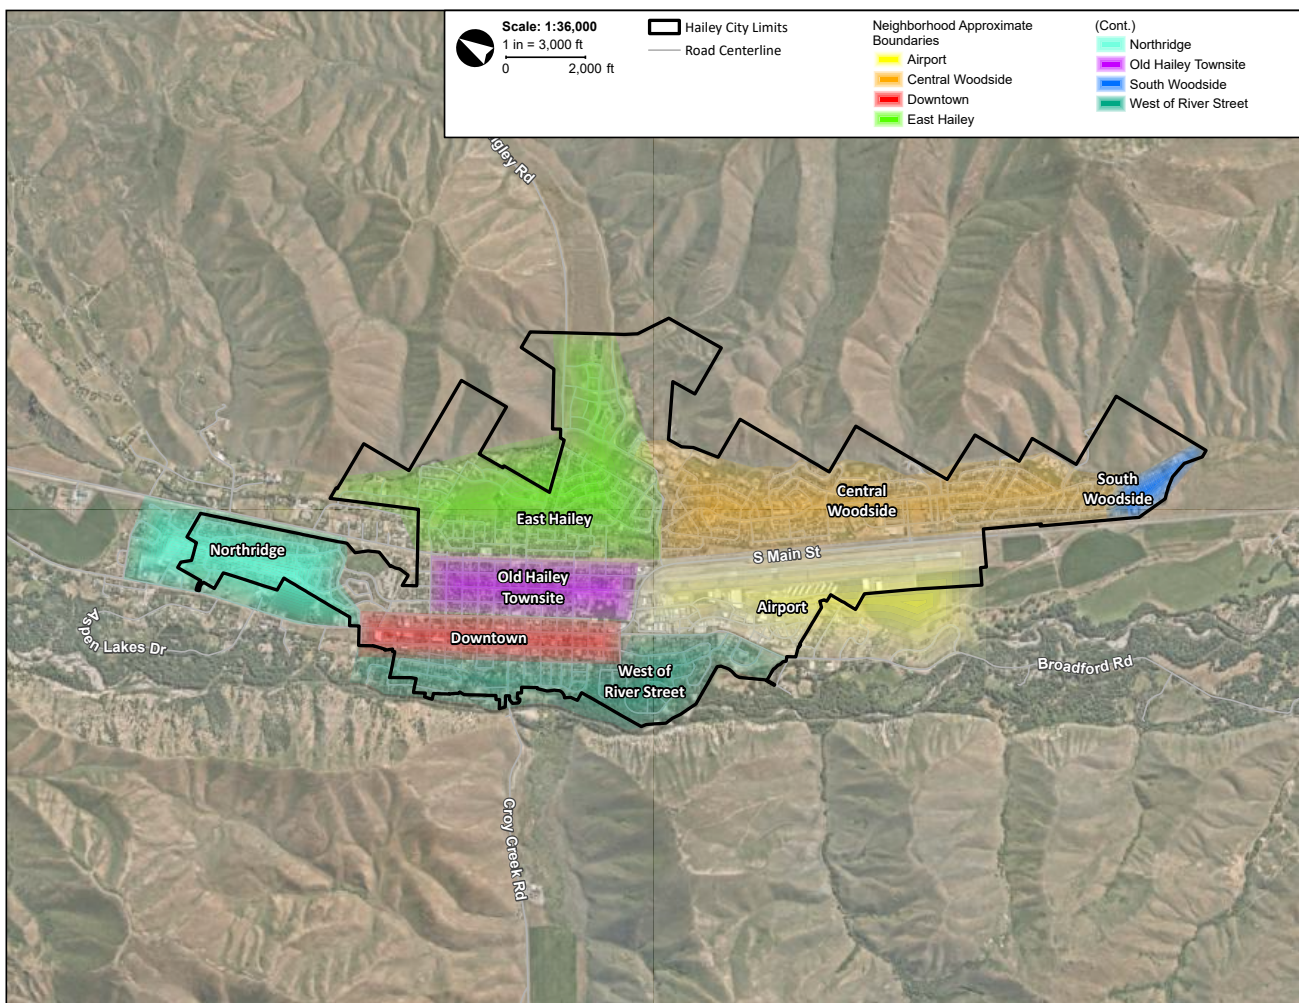 Scale: 1:36,000
1 in = 3,000 ft
0 2,000 ft
Hailey City Limits
Road Centerline
Neighborhood Approximate
Boundaries
Airport
Central Woodside
Downtown
East Hailey
(Cont.)
Northridge
Old Hailey Townsite
South Woodside
West of River Street
Rd
East Hailey
Central
Woodside
South
Woodside
Northridge
S Main St
Old Hailey
Townsite
Airport
Downtown
West of
River Street
Aspen Lakes Dr
Broadford Rd
Croy Creek Rd